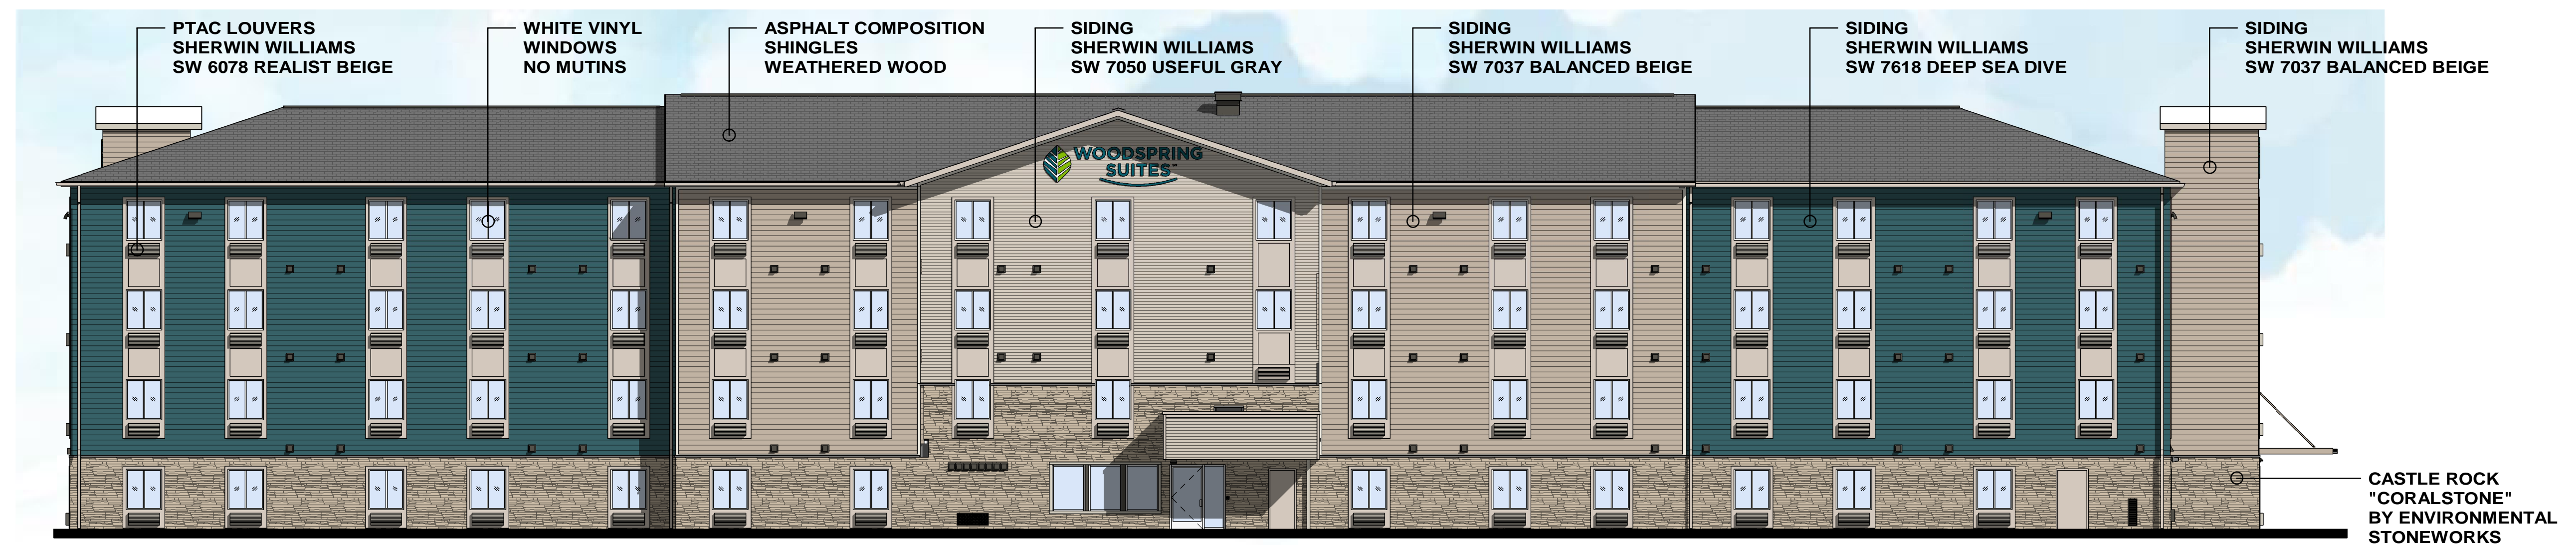 PTAC LOUVERS
SHERWIN WILLIAMS
SW 6078 REALIST BEIGE
WHITE VINYL
WINDOWS
NO MUTINS
ASPHALT COMPOSITION
SHINGLES
WEATHERED WOOD
SIDING
SHERWIN WILLIAMS
SW 7050 USEFUL GRAY
SIDING
SHERWIN WILLIAMS
SW 7037 BALANCED BEIGE
SIDING
SHERWIN WILLIAMS
SW 7618 DEEP SEA DIVE
SIDING
SHERWIN WILLIAMS
SW 7037 BALANCED BEIGE
WOODSPRING
SUITES
CASTLE ROCK
"CORALSTONE"
BY ENVIRONMENTAL
STONEWORKS